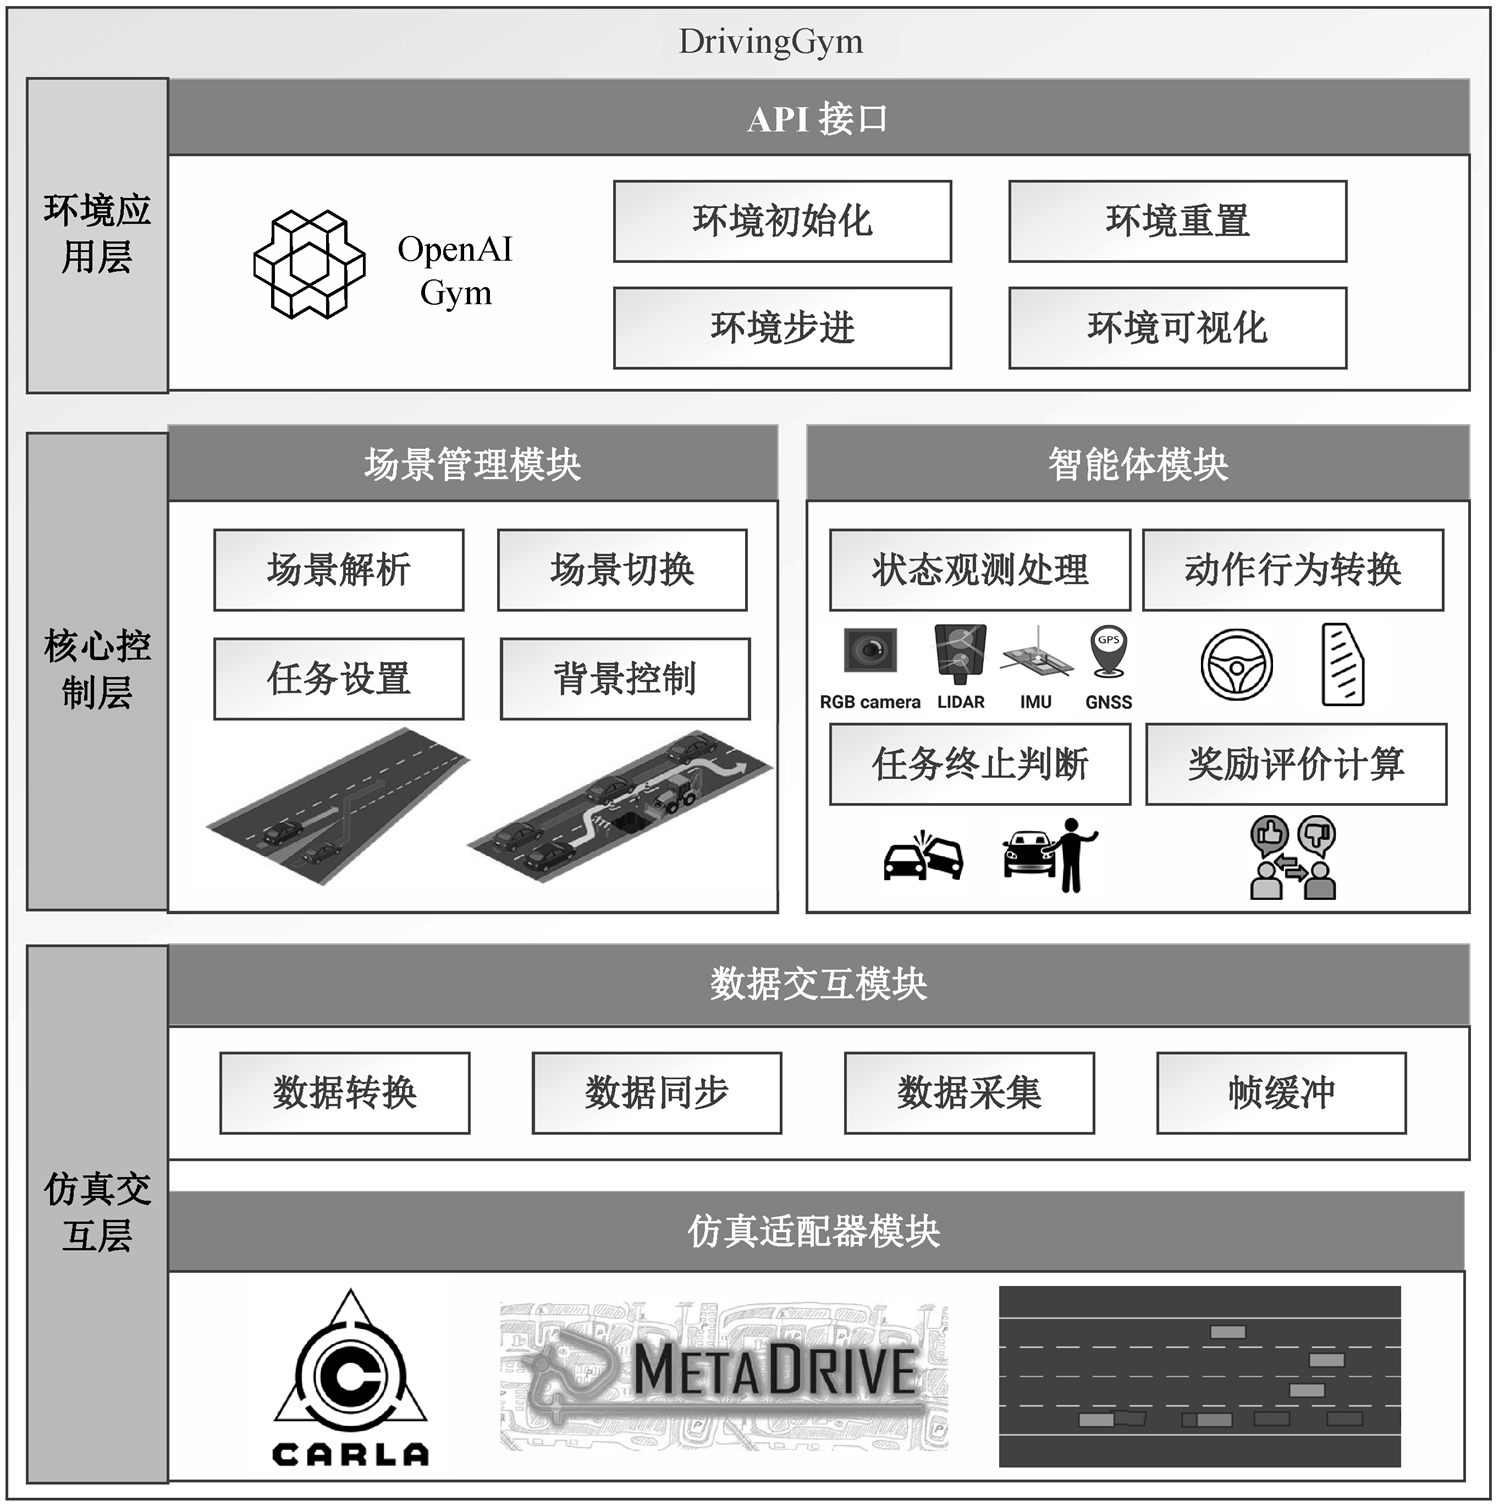 DrivingGym
环境应
用层
API 接口
OpenAI
Gym
环境初始化
环境重置
环境步进
环境可视化
核心控
制层
场景管理模块
场景解析
场景切换
任务设置
背景控制
智能体模块
状态观测处理
动作行为转换
GPS
RGB camera
LIDAR
IMU
GNSS
任务终止判断
奖励评价计算
仿真交
互层
数据交互模块
数据转换
数据同步
数据采集
帧缓冲
仿真适配器模块
CARLA
METADRIVE